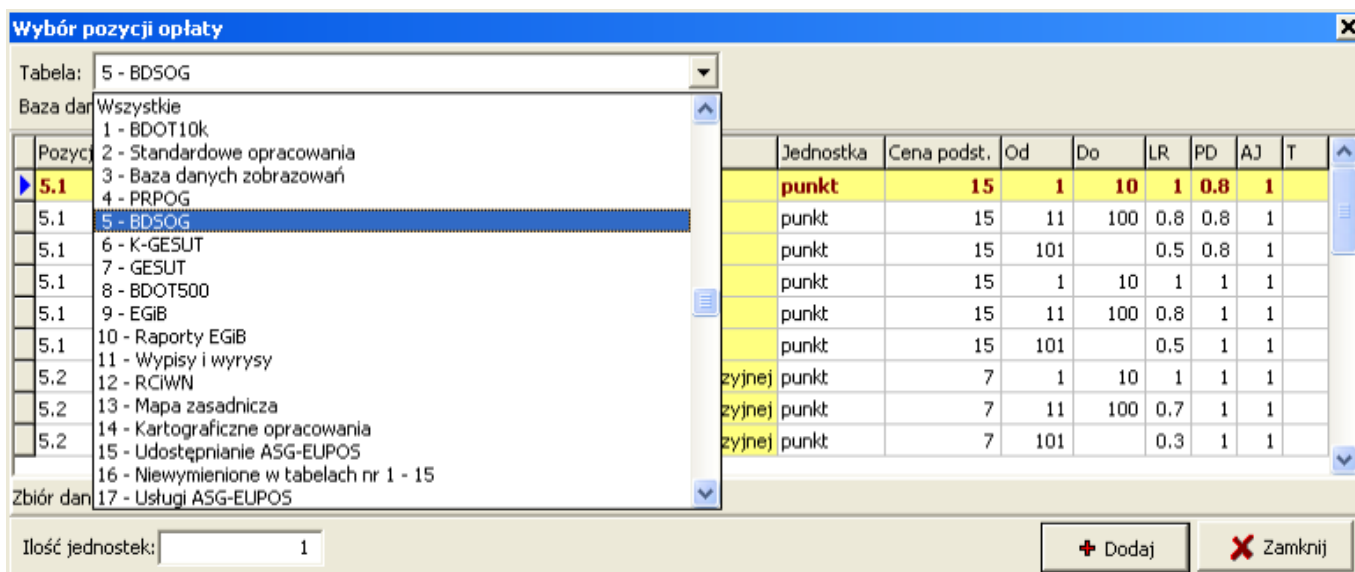 Wybór pozycji opłaty
Tabela: 5 - BDSOG
Baza dan
Wszystkie
1 - BDOT10k
2 - Standardowe opracowania
3 - Baza danych zobrazowań
4 - PRPOG
5 - BDSOG
6 - K-GESUT
7 - GESUT
8 - BDOT500
9 - EGiB
10 - Raporty EGiB
11 - Wypisy i wyrysy
12 - RCiWN
13 - Mapa zasadnicza
14 - Kartograficzne opracowania
15 - Udostępnianie ASG-EUPOS
16 - Niewymienione w tabelach nr 1 - 15
17 - Usługi ASG-EUPOS
Pozycj Jednostka Cena podst. Od Do LR PD AJ T
5.1 punkt 15 1 10 1 0.8 1
5.1 punkt 15 11 100 0.8 0.8 1
5.1 punkt 15 101 0.5 0.8 1
5.1 punkt 15 1 10 1 1 1
5.1 punkt 15 11 100 0.8 1 1
5.1 punkt 15 101 0.5 1 1
5.2 zyjnej punkt 7 1 10 1 1 1
5.2 zyjnej punkt 7 11 100 0.7 1 1
5.2 zyjnej punkt 7 101 0.3 1 1
Zbiór dan
Ilość jednostek: 1
Dodaj
Zamknij